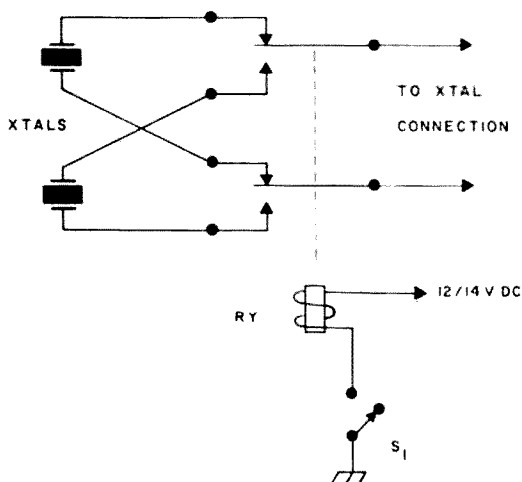 XTALS
TO XTAL
CONNECTION
12/14 V DC
RY
S1